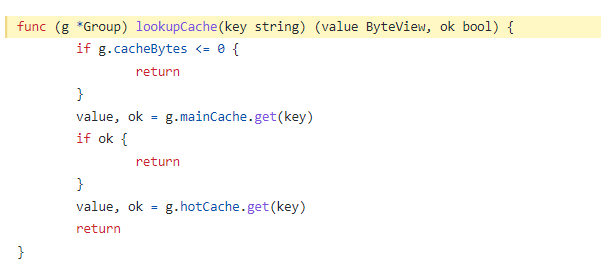 func (g *Group) lookupCache(key string) (value ByteView, ok bool) {
        if g.cacheBytes <= 0 {
                return
        }
        value, ok = g.mainCache.get(key)
        if ok {
                return
        }
        value, ok = g.hotCache.get(key)
        return
}